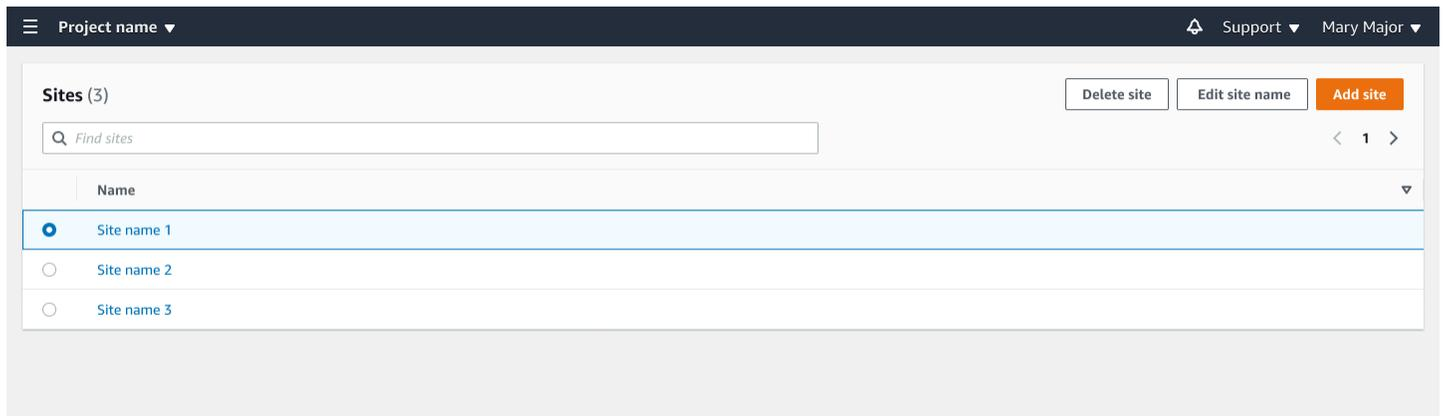 Project name Support Mary Major
Sites (3) Delete site Edit site name Add site
Find sites 1
Name
Site name 1
Site name 2
Site name 3